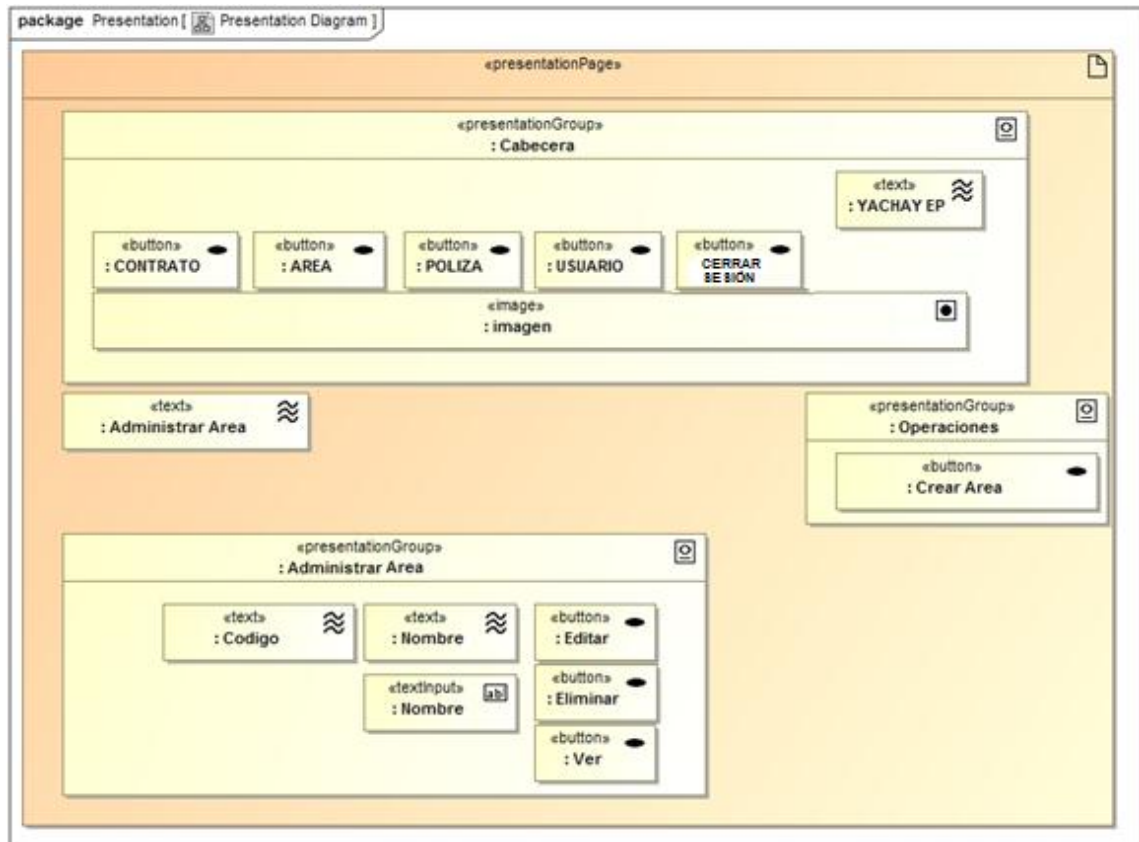 package Presentation [ Presentation Diagram ]
«presentationPage»
«presentationGroup»
: Cabecera
«text»
: YACHAY EP
«button»
: CONTRATO
«button»
: AREA
«button»
: POLIZA
«button»
: USUARIO
«button»
CERRAR
SESIÓN
«image»
: imagen
«text»
: Administrar Area
«presentationGroup»
: Operaciones
«button»
: Crear Area
«presentationGroup»
: Administrar Area
«text»
: Codigo
«text»
: Nombre
«button»
: Editar
«textInput»
ab
: Nombre
«button»
: Eliminar
«button»
: Ver